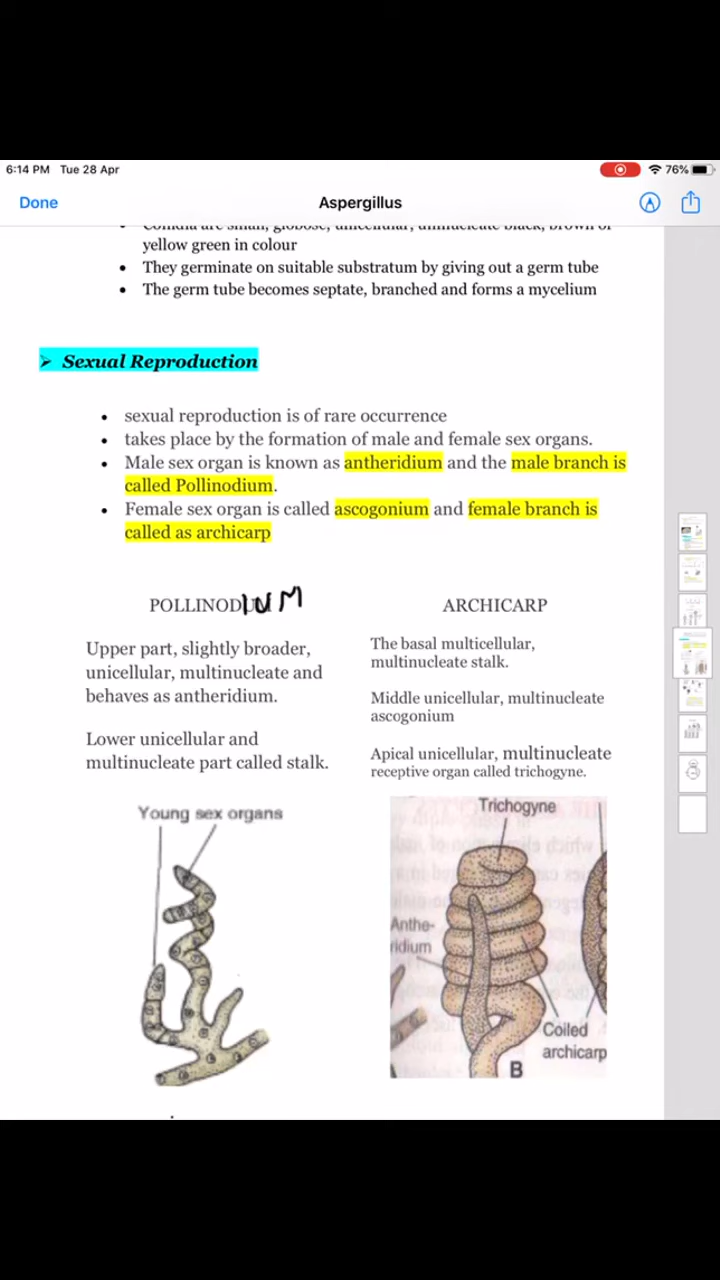 6:14 PM Tue 28 Apr
76%
Done
Aspergillus
yellow green in colour
• They germinate on suitable substratum by giving out a germ tube
• The germ tube becomes septate, branched and forms a mycelium
➢ Sexual Reproduction
• sexual reproduction is of rare occurrence
• takes place by the formation of male and female sex organs.
• Male sex organ is known as antheridium and the male branch is
called Pollinodium.
• Female sex organ is called ascogonium and female branch is
called as archicarp
POLLINODIUM
Upper part, slightly broader,
unicellular, multinucleate and
behaves as antheridium.
Lower unicellular and
multinucleate part called stalk.
ARCHICARP
The basal multicellular,
multinucleate stalk.
Middle unicellular, multinucleate
ascogonium
Apical unicellular, multinucleate
receptive organ called trichogyne.
Young sex organs
Trichogyne
Anthe-
ridium
Coiled
archicarp
B